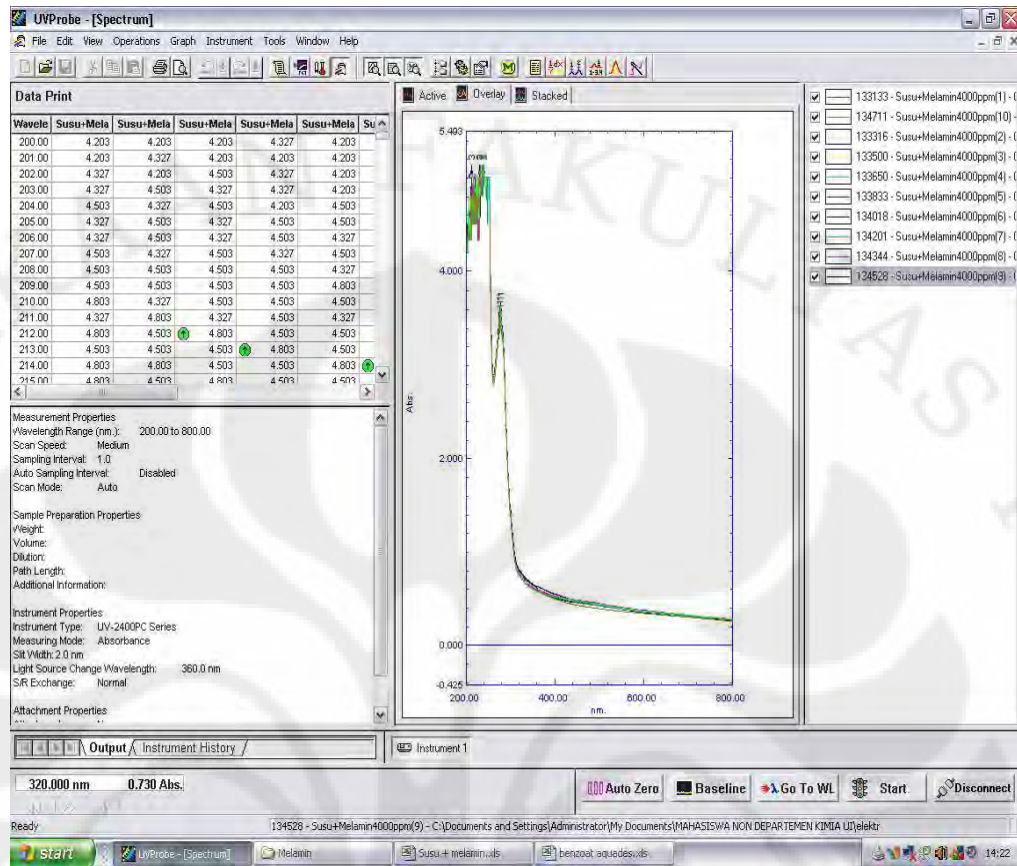 UVProbe - [Spectrum]
File Edit View Operations Graph Instrument Tools Window Help
Data Print
Wavele Susu+Mela Susu+Mela Susu+Mela Susu+Mela Susu+Mela Su
200.00 4.203 4.203 4.203 4.327 4.203
201.00 4.203 4.327 4.203 4.327 4.203
202.00 4.327 4.203 4.503 4.327 4.203
203.00 4.327 4.503 4.327 4.327 4.203
204.00 4.503 4.327 4.503 4.203 4.503
205.00 4.327 4.503 4.327 4.503 4.503
206.00 4.327 4.503 4.327 4.503 4.327
207.00 4.503 4.327 4.503 4.503 4.327
208.00 4.503 4.503 4.503 4.503 4.327
209.00 4.503 4.503 4.503 4.503 4.803
210.00 4.803 4.327 4.503 4.503 4.503
211.00 4.327 4.803 4.327 4.503 4.327
212.00 4.803 4.503 4.803 4.503 4.503
213.00 4.503 4.503 4.503 4.803 4.503
214.00 4.803 4.803 4.503 4.503 4.803
215.00 4.803 4.503 4.803 4.503 4.503
Measurement Properties
Wavelength Range (nm.): 200.00 to 800.00
Scan Speed: Medium
Sampling Interval: 1.0
Auto Sampling Interval: Disabled
Scan Mode: Auto
Sample Preparation Properties
Weight:
Volume:
Dilution:
Path Length:
Additional Information:
Instrument Properties
Instrument Type: UV-2400PC Series
Measuring Mode: Absorbance
Slit Width: 2.0 nm
Light Source Change Wavelength: 360.0 nm
S/R Exchange: Normal
Attachment Properties
Output Instrument History
Active Overlay Stacked
5.493
4.000
Abs.
2.000
0.000
-0.425
200.00 400.00 600.00 800.00
nm.
133133 - Susu+Melamin4000ppm(1) - C
134711 - Susu+Melamin4000ppm(10) -
133316 - Susu+Melamin4000ppm(2) - C
133500 - Susu+Melamin4000ppm(3) - C
133650 - Susu+Melamin4000ppm(4) - C
133833 - Susu+Melamin4000ppm(5) - C
134018 - Susu+Melamin4000ppm(6) - C
134201 - Susu+Melamin4000ppm(7) - C
134344 - Susu+Melamin4000ppm(8) - C
134528 - Susu+Melamin4000ppm(9) - C
Instrument 1
320.000 nm 0.730 Abs.
Auto Zero Baseline Go To WL Start Disconnect
Ready 134528 - Susu+Melamin4000ppm(9) - C:\Documents and Settings\Administrator\My Documents\MAHASISWA NON DEPARTEMEN KIMIA UI\elektr
start UVProbe - [Spectrum] Melamin Susu + melamin.xls benzoat aquades.xls 14:22
FAKULTAS